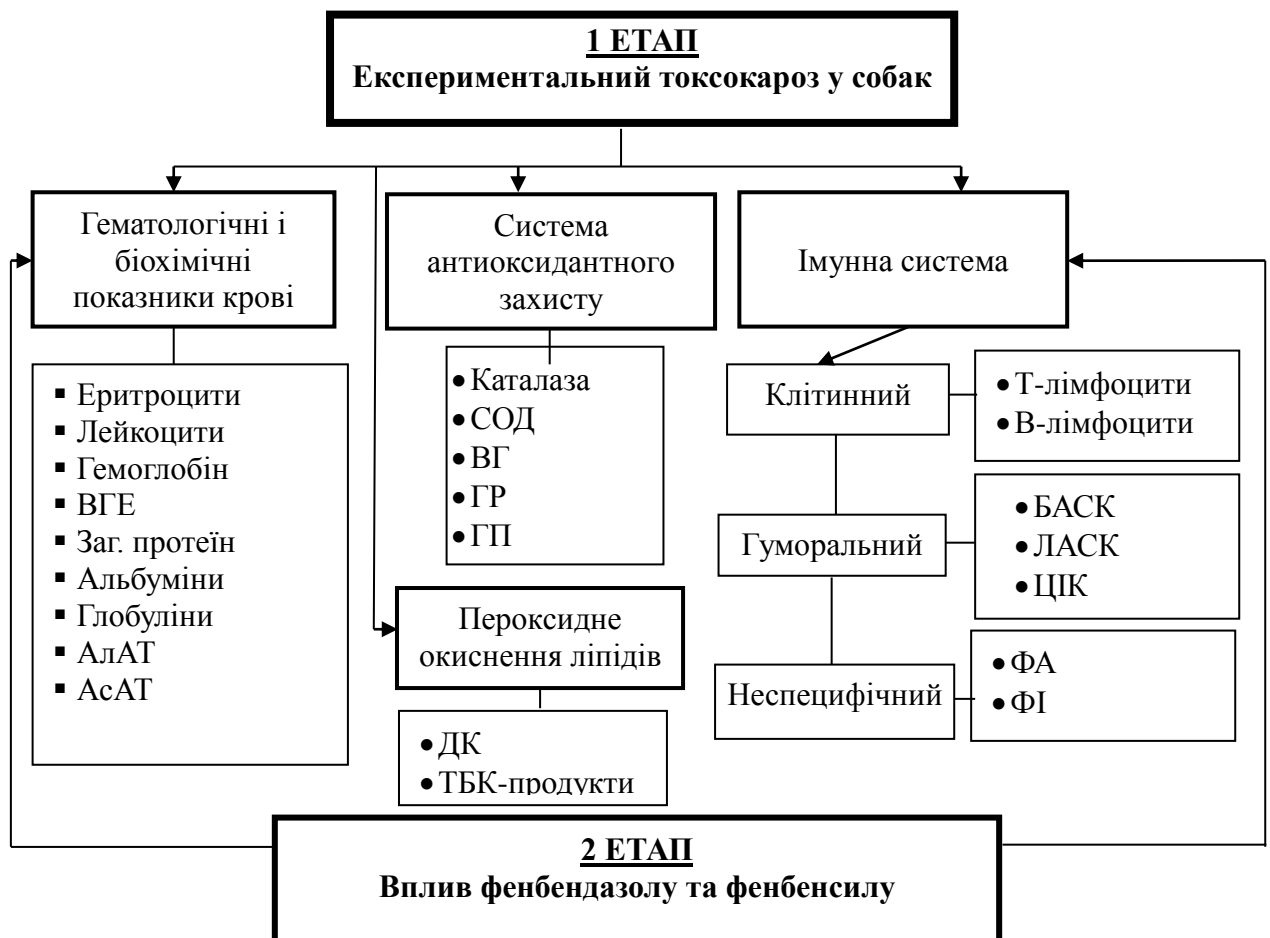 1 ЕТАП
Експериментальний токсокароз у собак
Гематологічні і
біохімічні
показники крові
Система
антиоксидантного
захисту
Імунна система
▪ Еритроцити
▪ Лейкоцити
▪ Гемоглобін
▪ ВГЕ
▪ Заг. протеїн
▪ Альбуміни
▪ Глобуліни
▪ АлАТ
▪ АсАТ
• Каталаза
• СОД
• ВГ
• ГР
• ГП
Пероксидне
окиснення ліпідів
• ДК
• ТБК-продукти
Клітинний
• Т-лімфоцити
• В-лімфоцити
Гуморальний
• БАСК
• ЛАСК
• ЦІК
Неспецифічний
• ФА
• ФІ
2 ЕТАП
Вплив фенбендазолу та фенбенсилу